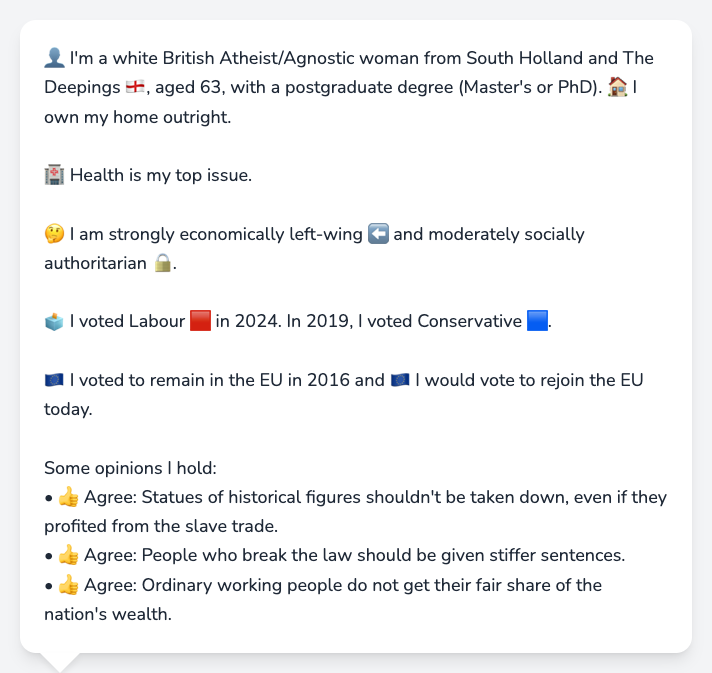 👤 I'm a white British Atheist/Agnostic woman from South Holland and The
Deepings 🏴󠁧󠁢󠁥󠁮󠁧󠁿, aged 63, with a postgraduate degree (Master's or PhD). 🏠 I
own my home outright.
🏥 Health is my top issue.
🤔 I am strongly economically left-wing ⬅️ and moderately socially
authoritarian 🔒.
🗳️ I voted Labour 🟥 in 2024. In 2019, I voted Conservative 🟦.
🇪🇺 I voted to remain in the EU in 2016 and 🇪🇺 I would vote to rejoin the EU
today.
Some opinions I hold:
• 👍 Agree: Statues of historical figures shouldn't be taken down, even if they
profited from the slave trade.
• 👍 Agree: People who break the law should be given stiffer sentences.
• 👍 Agree: Ordinary working people do not get their fair share of the
nation's wealth.